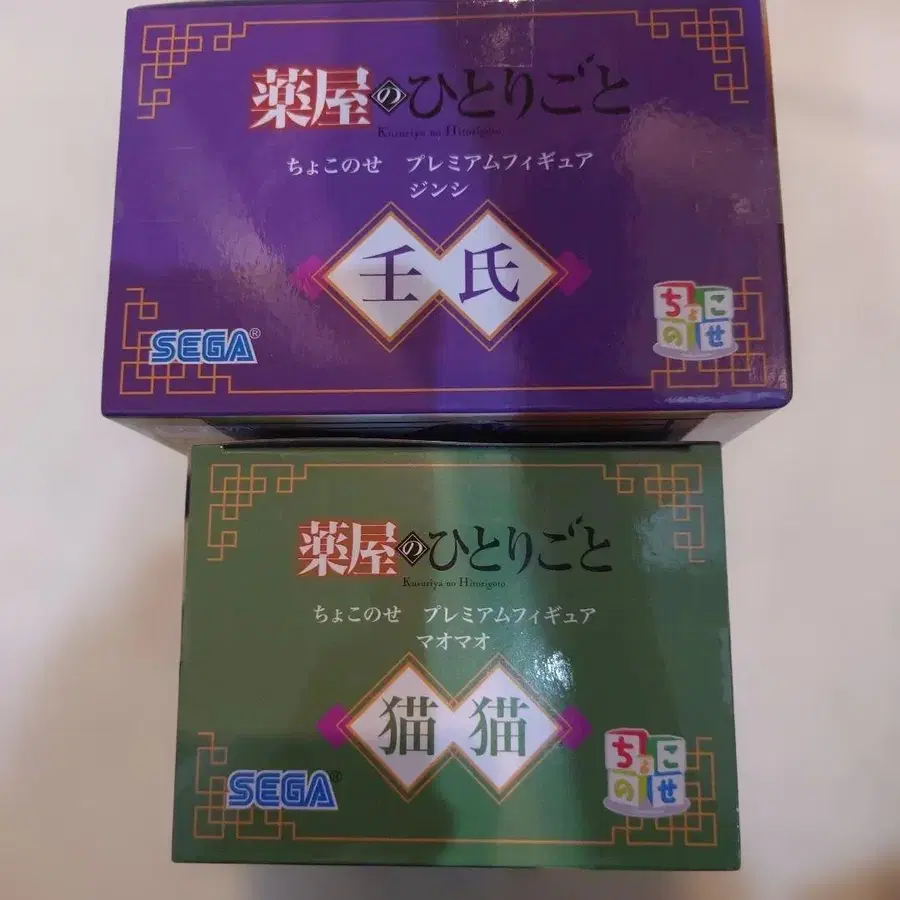 薬屋のひとりごと
Kusuriya no Hitorigoto
ちょこのせ プレミアムフィギュア
ジンシ
壬氏
SEGA®
ちょこのせ
薬屋のひとりごと
Kusuriya no Hitorigoto
ちょこのせ プレミアムフィギュア
マオマオ
猫猫
SEGA®
ちょこのせ